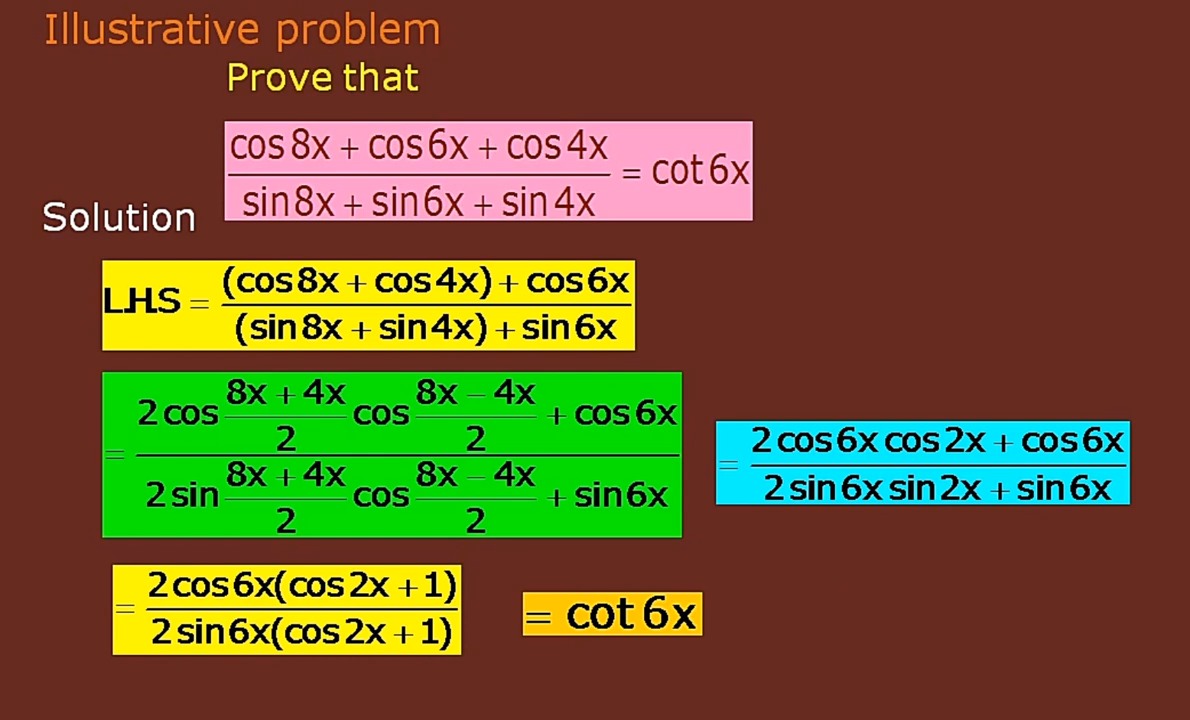 Illustrative problem
Prove that
(cos 8x + cos 6x + cos 4x) / (sin 8x + sin 6x + sin 4x) = cot 6x
Solution
L.H.S = ((cos 8x + cos 4x) + cos 6x) / ((sin 8x + sin 4x) + sin 6x)
= (2 cos (8x + 4x)/2 cos (8x − 4x)/2 + cos 6x) / (2 sin (8x + 4x)/2 cos (8x − 4x)/2 + sin 6x)
= (2 cos 6x cos 2x + cos 6x) / (2 sin 6x sin 2x + sin 6x)
= (2 cos 6x(cos 2x + 1)) / (2 sin 6x(cos 2x + 1))
= cot 6x